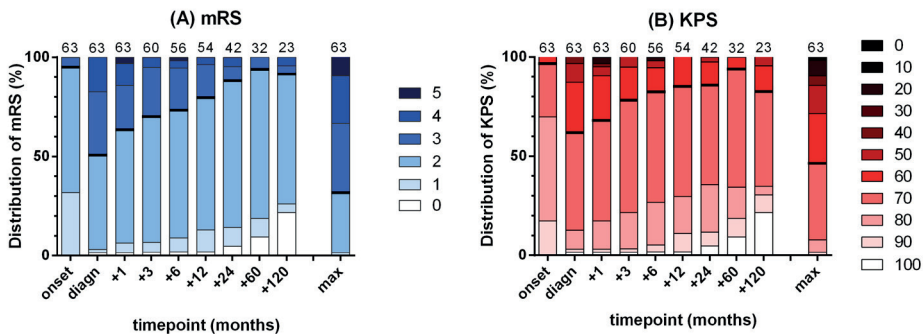 (A) mRS
63 63 63 60 56 54 42 32 23 63
100
50
0
Distribution of mRS (%)
onset diagn +1 +3 +6 +12 +24 +60 +120 max
timepoint (months)
5
4
3
2
1
0
(B) KPS
63 63 63 60 56 54 42 32 23 63
100
50
0
Distribution of KPS (%)
onset diagn +1 +3 +6 +12 +24 +60 +120 max
timepoint (months)
0
10
20
30
40
50
60
70
80
90
100